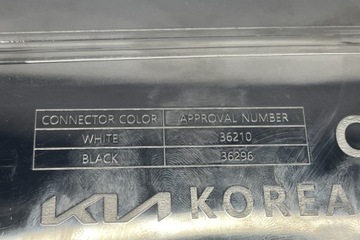 CONNECTOR COLOR APPROVAL NUMBER
WHITE 36210
BLACK 36296
KIA KOREA